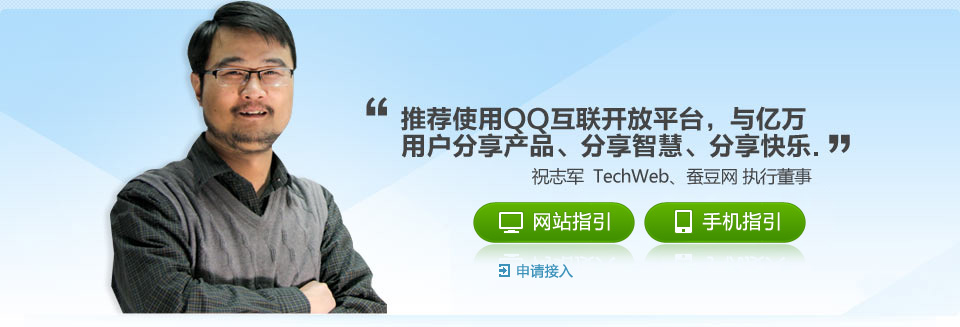 “推荐使用QQ互联开放平台，与亿万
用户分享产品、分享智慧、分享快乐.”
祝志军 TechWeb、蚕豆网 执行董事
网站指引 手机指引
申请接入